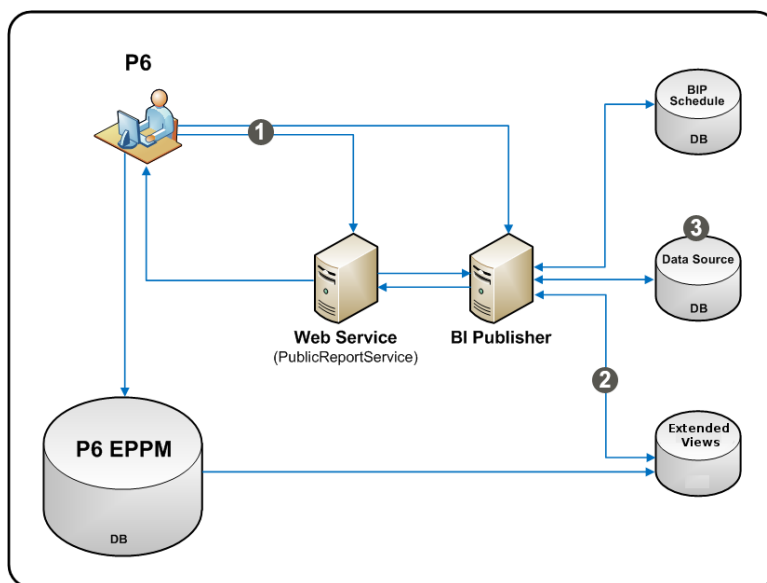 P6
1
BIP
Schedule
DB
3
Data Source
DB
Web Service
(PublicReportService)
BI Publisher
2
P6 EPPM
DB
Extended
Views